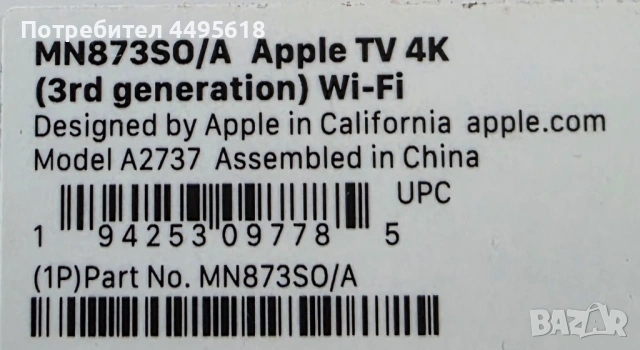 Потребител 4495618
MN873SO/A Apple TV 4K
(3rd generation) Wi-Fi
Designed by Apple in California apple.com
Model A2737 Assembled in China
UPC
1 94253 09778 5
(1P)Part No. MN873SO/A
BAZAR